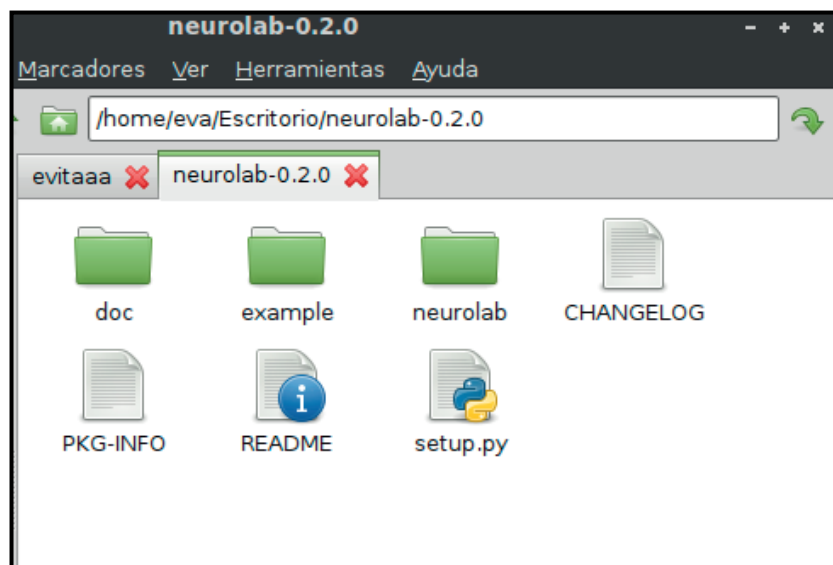 neurolab-0.2.0
Marcadores Ver Herramientas Ayuda
/home/eva/Escritorio/neurolab-0.2.0
evitaaa neurolab-0.2.0
doc example neurolab CHANGELOG
PKG-INFO README setup.py